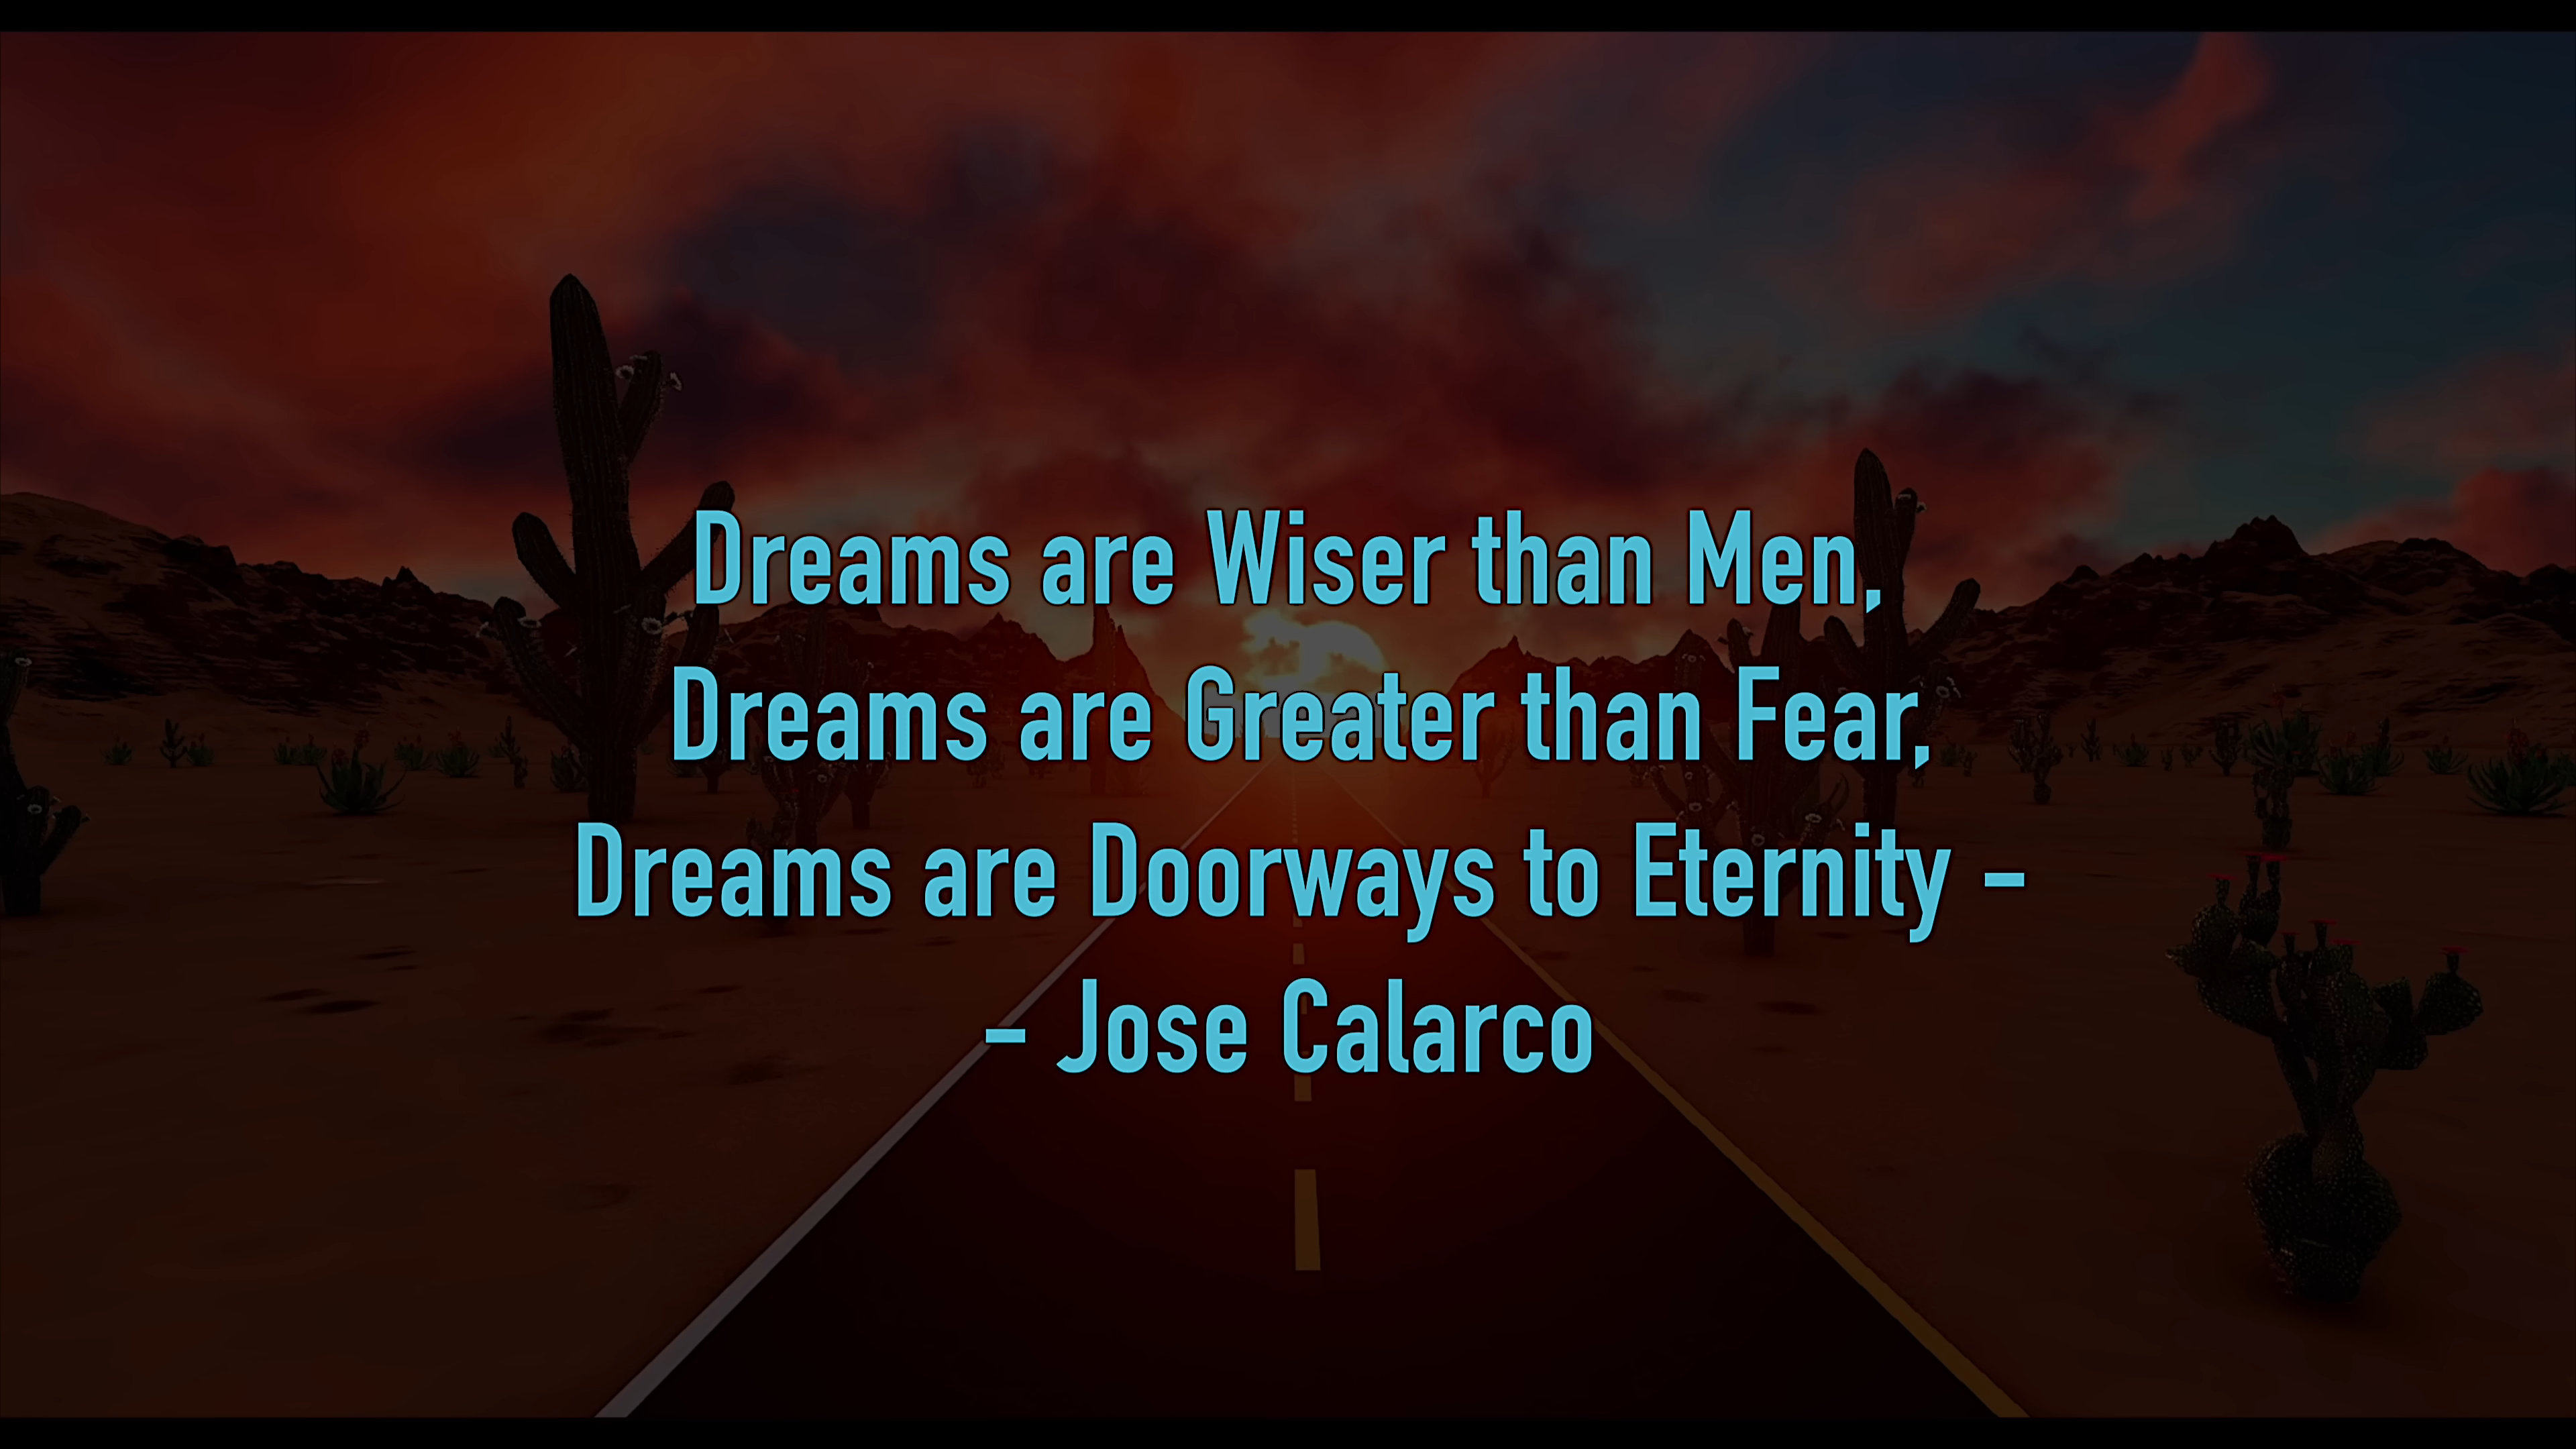 Dreams are Wiser than Men,
Dreams are Greater than Fear,
Dreams are Doorways to Eternity -
- Jose Calarco